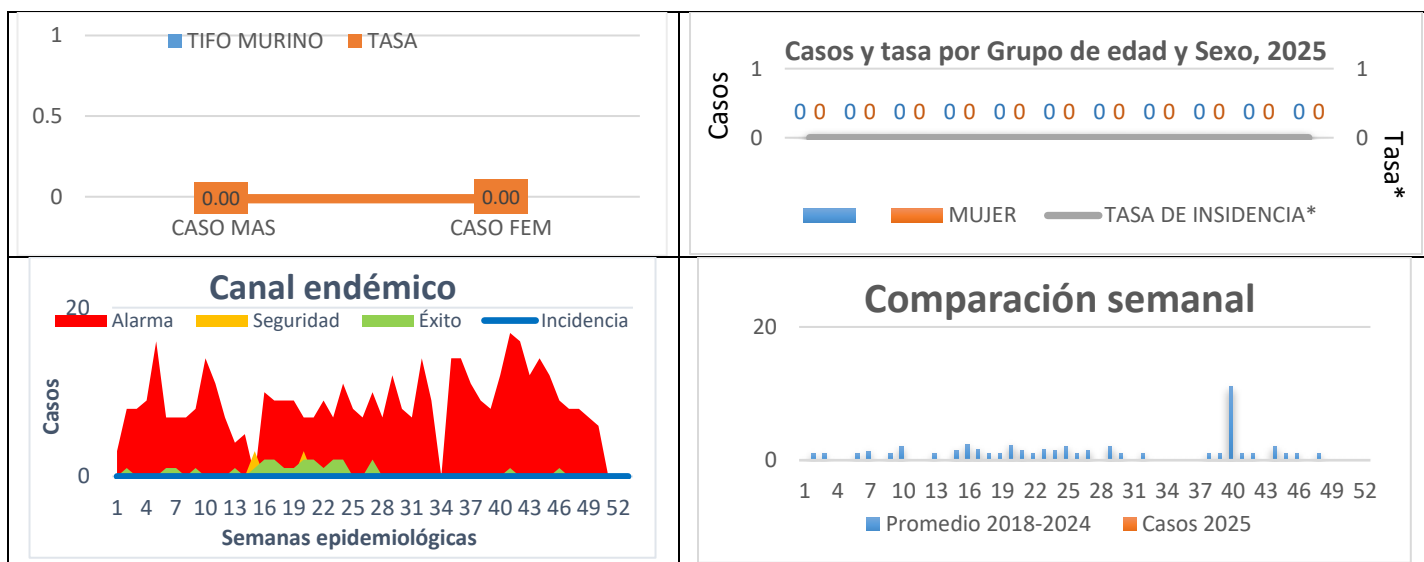 1
TIFO MURINO TASA
0.5
0
0.00 0.00
CASO MAS CASO FEM
Casos y tasa por Grupo de edad y Sexo, 2025
Casos
1 1
0 0 0 0 0 0 0 0 0 0 0 0 0 0 0 0 0 0 0 0 0 0
0 0
Tasa*
MUJER TASA DE INSIDENCIA*
Canal endémico
20
Alarma Seguridad Éxito Incidencia
Casos
0
1 4 7 10 13 16 19 22 25 28 31 34 37 40 43 46 49 52
Semanas epidemiológicas
Comparación semanal
20
0
1 4 7 10 13 16 19 22 25 28 31 34 37 40 43 46 49 52
Promedio 2018-2024 Casos 2025